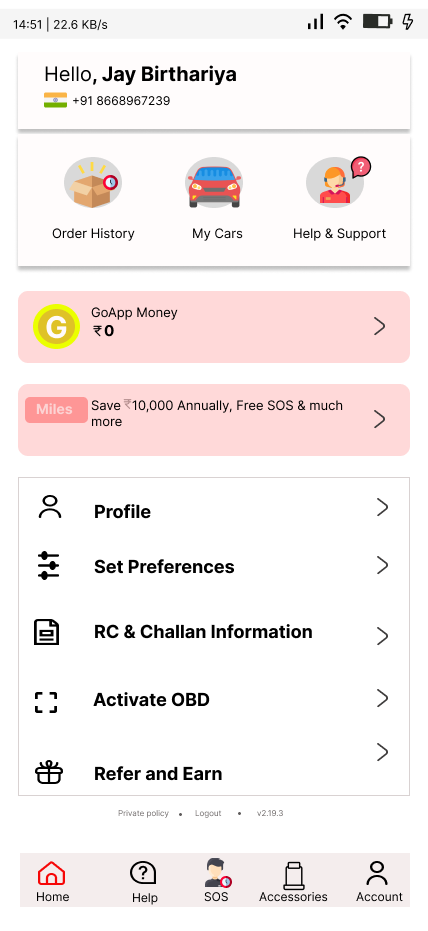 14:51 | 22.6 KB/s
Hello, Jay Birthariya
+91 8668967239
?
Order History
My Cars
Help & Support
G
GoApp Money
₹0
Miles
Save ₹10,000 Annually, Free SOS & much
more
Profile
Set Preferences
RC & Challan Information
Activate OBD
Refer and Earn
Private policy • Logout • v2.19.3
?
Home
Help
SOS
Accessories
Account